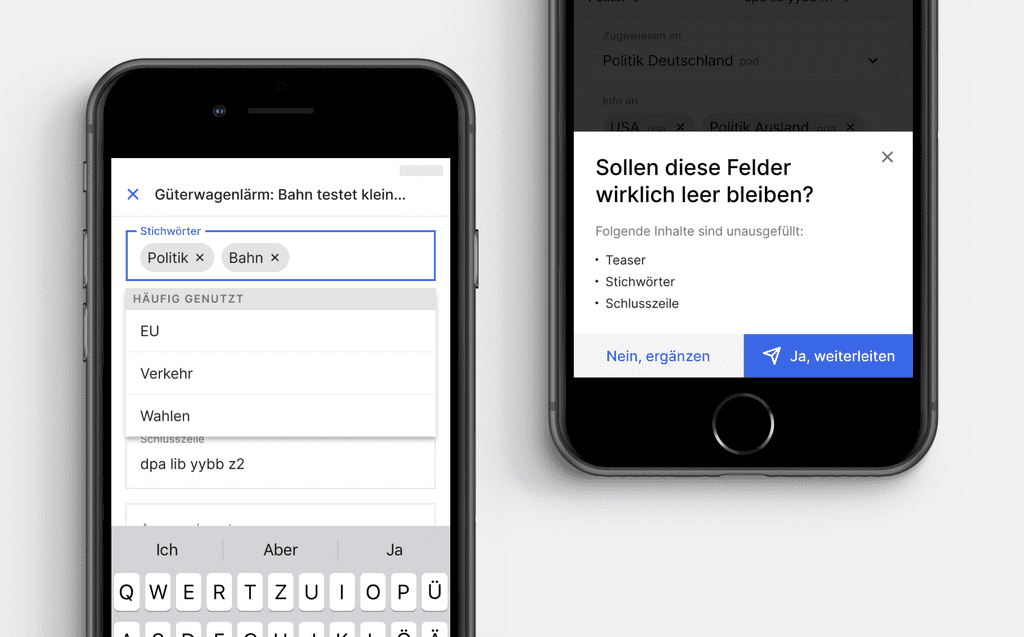 Güterwagenlärm: Bahn testet klein...
Stichwörter
Politik ×
Bahn ×
HÄUFIG GENUTZT
EU
Verkehr
Wahlen
Schlusszeile
dpa lib yybb z2
Ich Aber Ja
Q W E R T Z U I O P Ü
Zugewiesen an
Politik Deutschland pod
Info an
USA usa × Politik Ausland poa ×
Sollen diese Felder
wirklich leer bleiben?
Folgende Inhalte sind unausgefüllt:
• Teaser
• Stichwörter
• Schlusszeile
Nein, ergänzen
Ja, weiterleiten